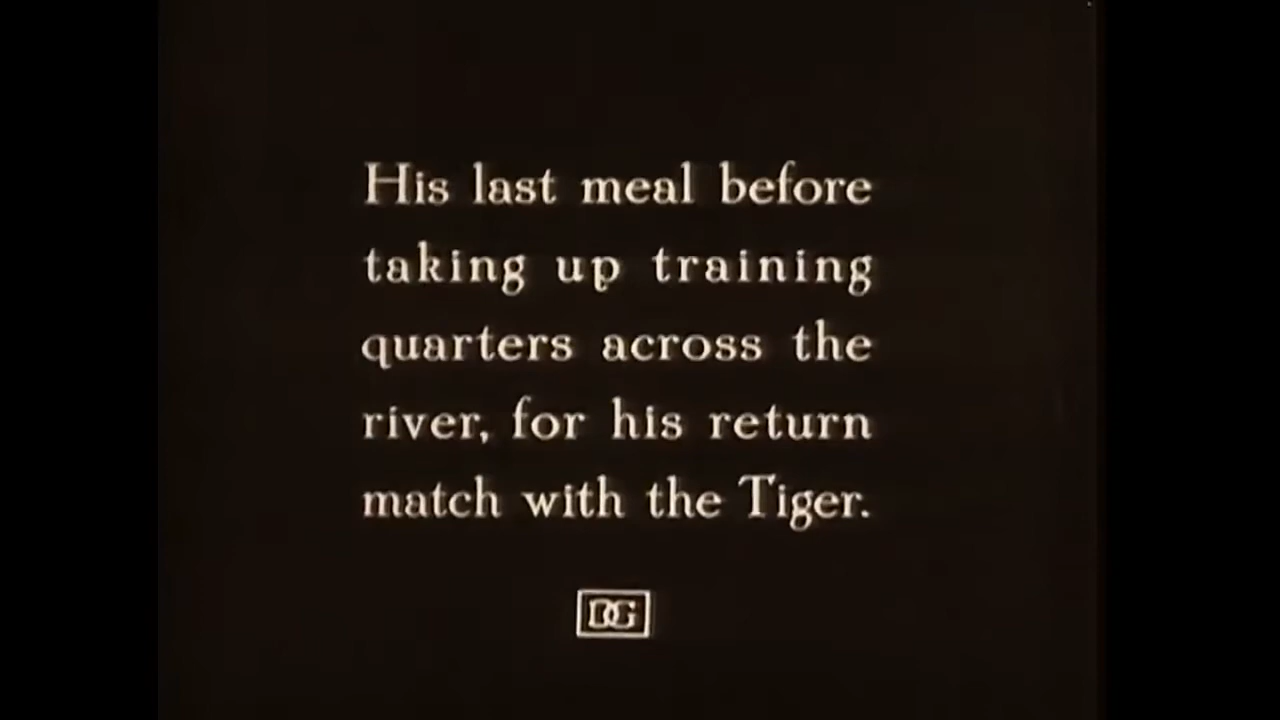 His last meal before
taking up training
quarters across the
river, for his return
match with the Tiger.
DG